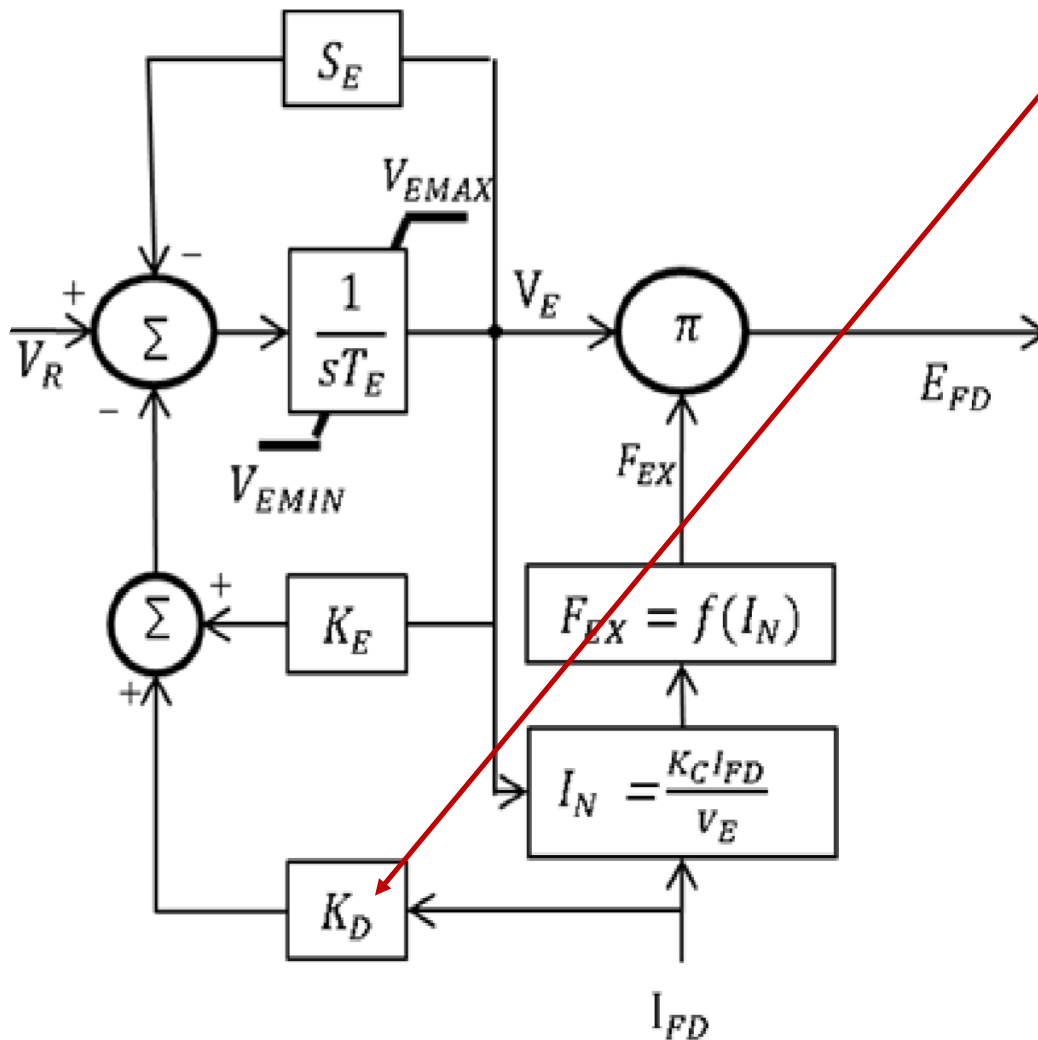 S_E
V_EMAX
+
−
Σ
1
sT_E
V_E
π
V_R
−
E_FD
V_EMIN
F_EX
Σ
+
K_E
F_EX = f(I_N)
+
I_N = K_C I_FD
V_E
K_D
I_FD